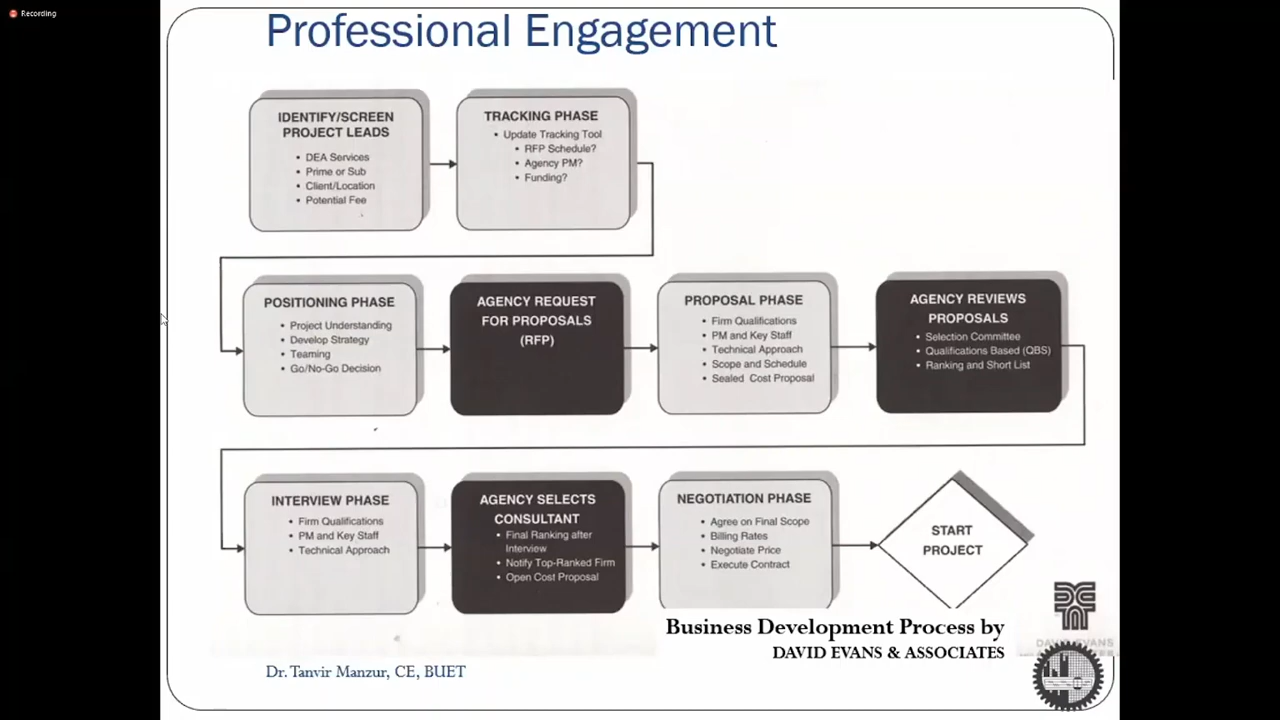 Recording
Professional Engagement
IDENTIFY/SCREEN
PROJECT LEADS
• DEA Services
• Prime or Sub
• Client/Location
• Potential Fee
TRACKING PHASE
• Update Tracking Tool
• RFP Schedule?
• Agency PM?
• Funding?
POSITIONING PHASE
• Project Understanding
• Develop Strategy
• Teaming
• Go/No-Go Decision
AGENCY REQUEST
FOR PROPOSALS
(RFP)
PROPOSAL PHASE
• Firm Qualifications
• PM and Key Staff
• Technical Approach
• Scope and Schedule
• Sealed Cost Proposal
AGENCY REVIEWS
PROPOSALS
• Selection Committee
• Qualifications Based (QBS)
• Ranking and Short List
INTERVIEW PHASE
• Firm Qualifications
• PM and Key Staff
• Technical Approach
AGENCY SELECTS
CONSULTANT
• Final Ranking after
Interview
• Notify Top-Ranked Firm
• Open Cost Proposal
NEGOTIATION PHASE
• Agree on Final Scope
• Billing Rates
• Negotiate Price
• Execute Contract
START
PROJECT
Business Development Process by
DAVID EVANS & ASSOCIATES
DAVID EVANS
Dr. Tanvir Manzur, CE, BUET